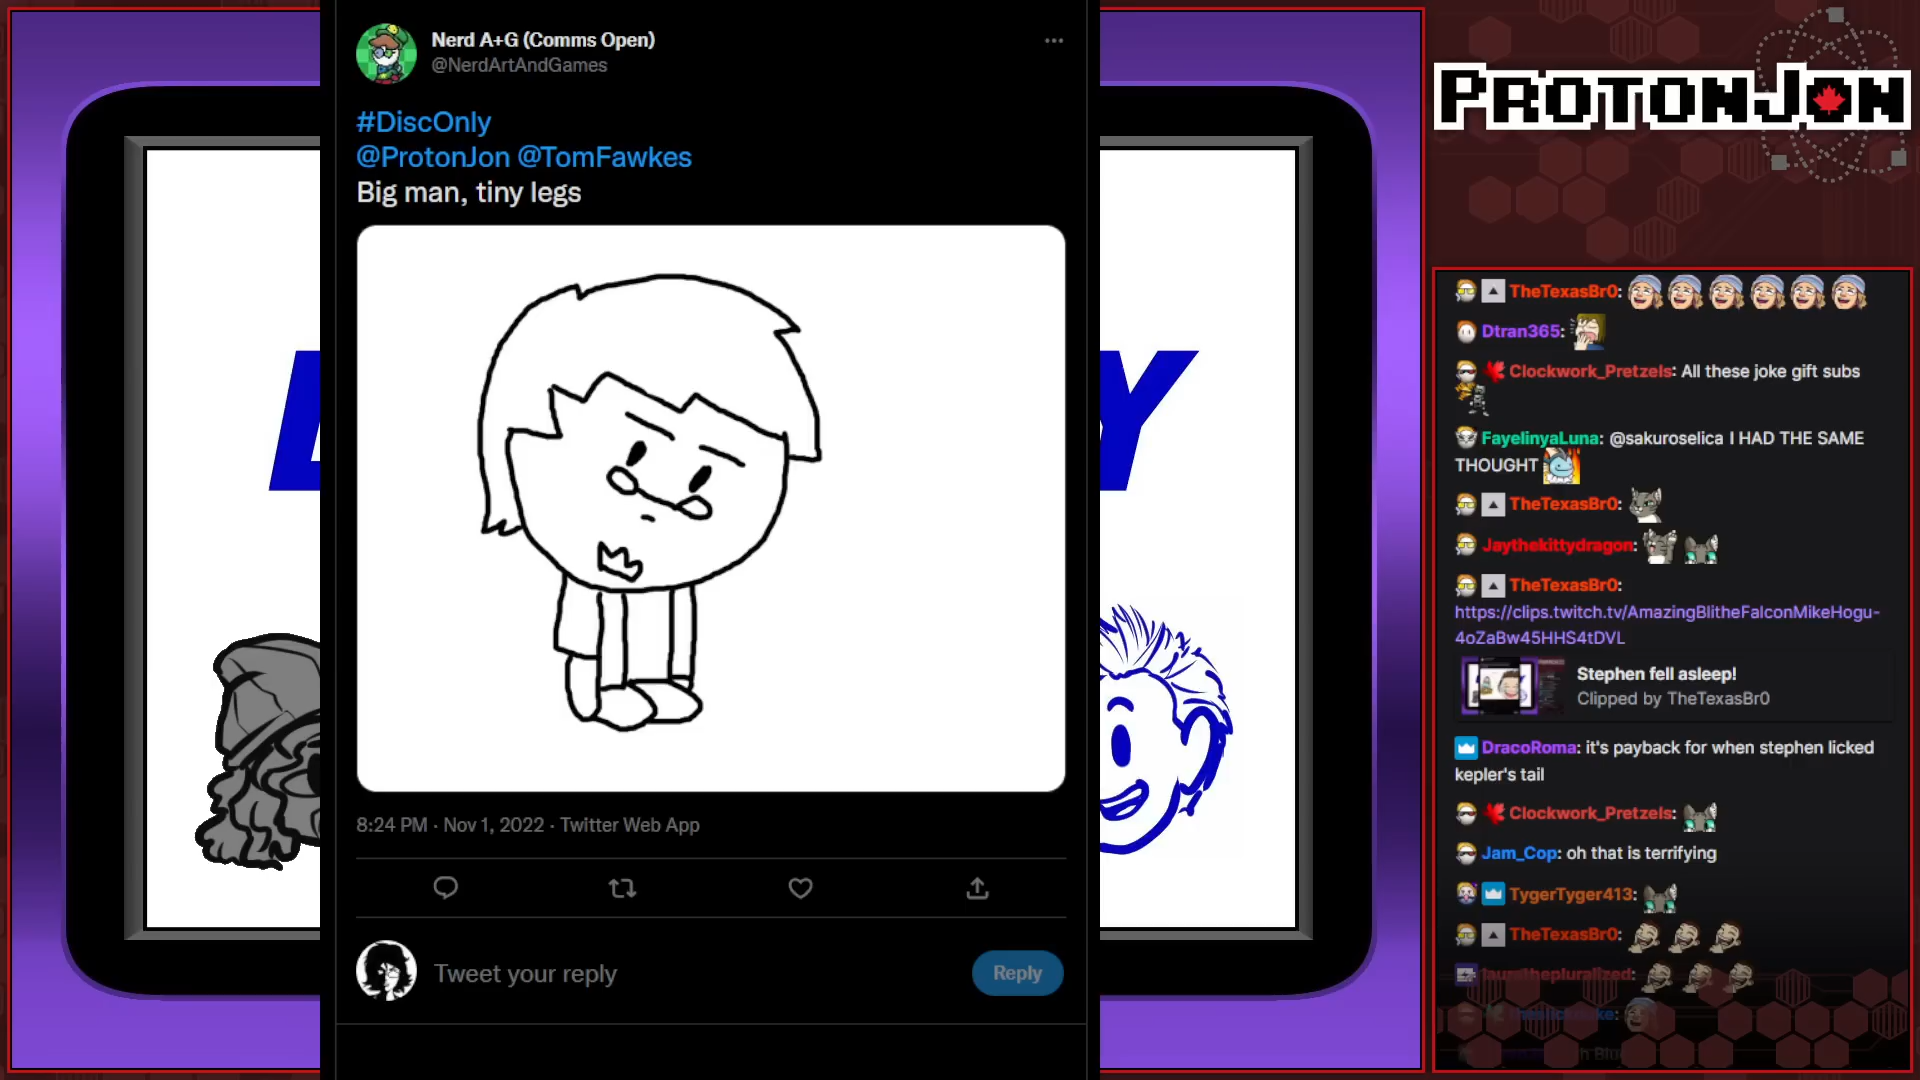 Nerd A+G (Comms Open)
@NerdArtAndGames
#DiscOnly
@ProtonJon @TomFawkes
Big man, tiny legs
8:24 PM · Nov 1, 2022 · Twitter Web App
Tweet your reply
Reply
Y
PROTONJON
TheTexasBr0:
Dtran365:
Clockwork_Pretzels: All these joke gift subs
FayelinyaLuna: @sakuroselica I HAD THE SAME
THOUGHT
TheTexasBr0:
Jaythekittydragon:
TheTexasBr0:
https://clips.twitch.tv/AmazingBlitheFalconMikeHogu-
4oZaBw45HHS4tDVL
Stephen fell asleep!
Clipped by TheTexasBr0
DracoRoma: it's payback for when stephen licked
kepler's tail
Clockwork_Pretzels:
Jam_Cop: oh that is terrifying
TygerTyger413:
TheTexasBr0: